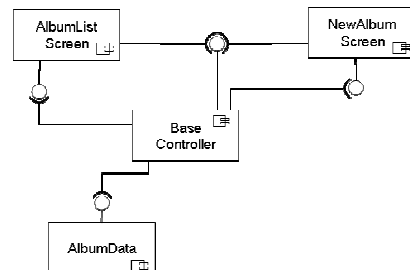 AlbumList
Screen
NewAlbum
Screen
Base
Controller
AlbumData